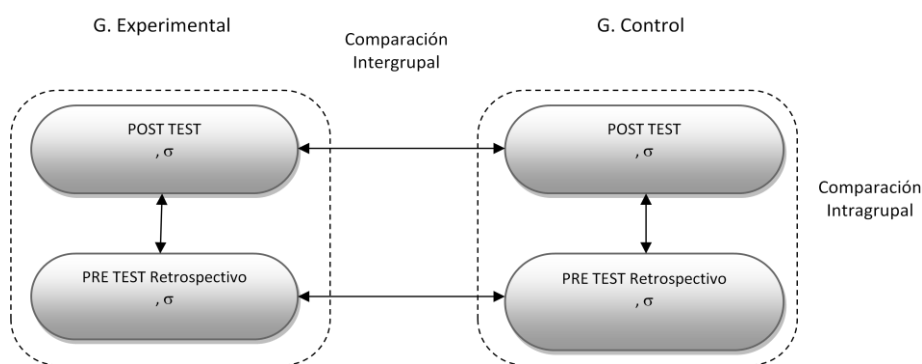 G. Experimental
Comparación
Intergrupal
G. Control
POST TEST
, σ
POST TEST
, σ
Comparación
Intragrupal
PRE TEST Retrospectivo
, σ
PRE TEST Retrospectivo
, σ